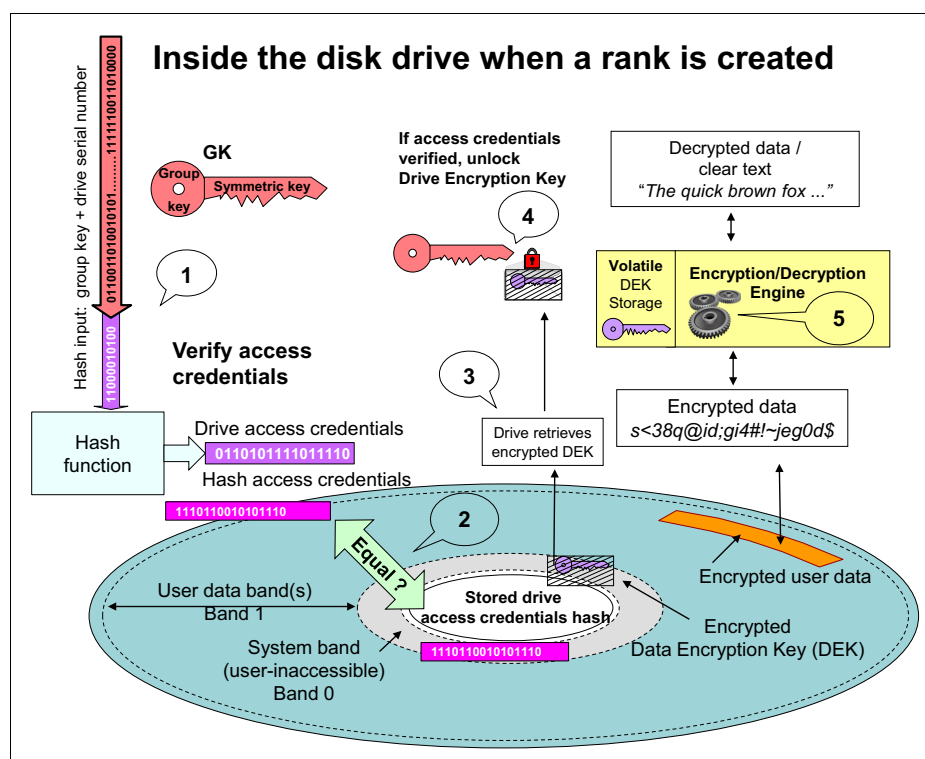 Inside the disk drive when a rank is created
Hash input:  group key + drive serial number
011001101010010101.........1111110011010000
11000010100
GK
Group
key
Symmetric key
1
Verify access
credentials
Hash
function
Drive access credentials
0110101111011110
Hash access credentials
1110110010101110
2
Equal ?
If access credentials
verified, unlock
Drive Encryption Key
4
3
Drive retrieves
encrypted DEK
Decrypted data /
clear text
“The quick brown fox ...”
Volatile
DEK
Storage
Encryption/Decryption
Engine
5
Encrypted data
s<38q@id;gi4#!~jeg0d$
Encrypted user data
User data band(s)
Band 1
Stored drive
access credentials hash
1110110010101110
System band
(user-inaccessible)
Band 0
Encrypted
Data Encryption Key (DEK)